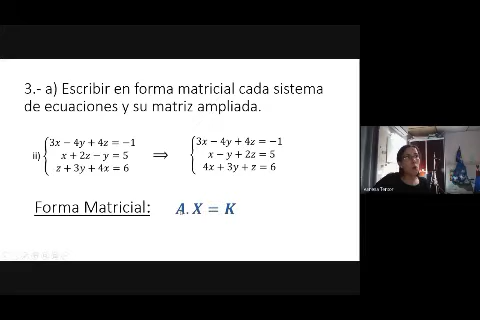 3.- a) Escribir en forma matricial cada sistema
de ecuaciones y su matriz ampliada.
ii) {3x − 4y + 4z = −1
x + 2z − y = 5
z + 3y + 4x = 6
⟹
{3x − 4y + 4z = −1
x − y + 2z = 5
4x + 3y + z = 6
Forma Matricial: A. X = K